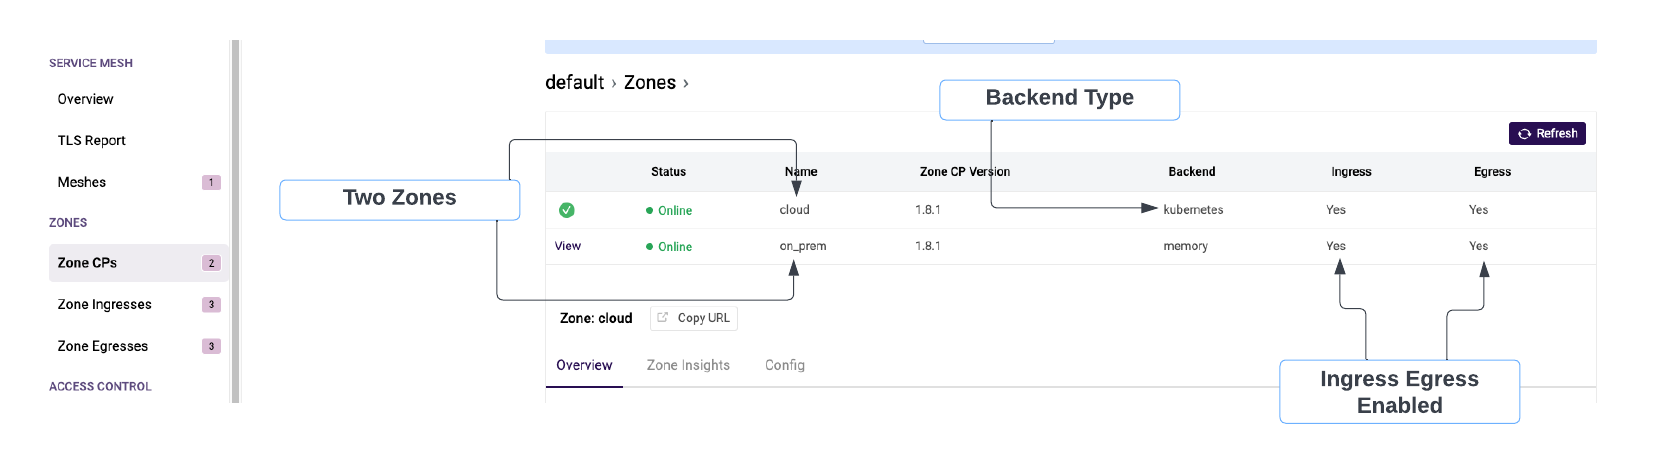 SERVICE MESH
Overview
TLS Report
Meshes 1
ZONES
Zone CPs 2
Zone Ingresses 3
Zone Egresses 3
ACCESS CONTROL
default › Zones ›
Backend Type
Two Zones
Refresh
Status Name Zone CP Version Backend Ingress Egress
Online cloud 1.8.1 kubernetes Yes Yes
View Online on_prem 1.8.1 memory Yes Yes
Zone: cloud Copy URL
Overview Zone Insights Config
Ingress Egress
Enabled